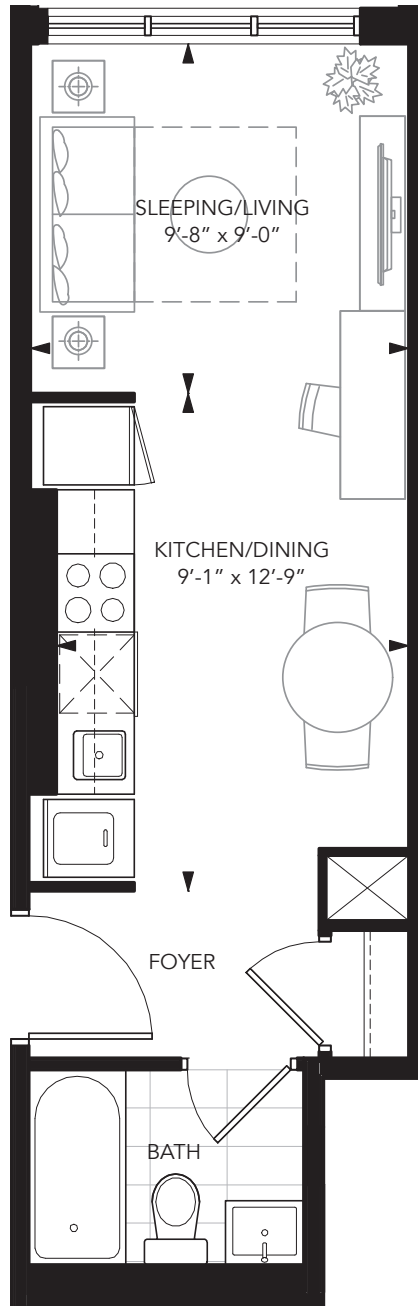 SLEEPING/LIVING
9'-8" x 9'-0"
KITCHEN/DINING
9'-1" x 12'-9"
FOYER
BATH